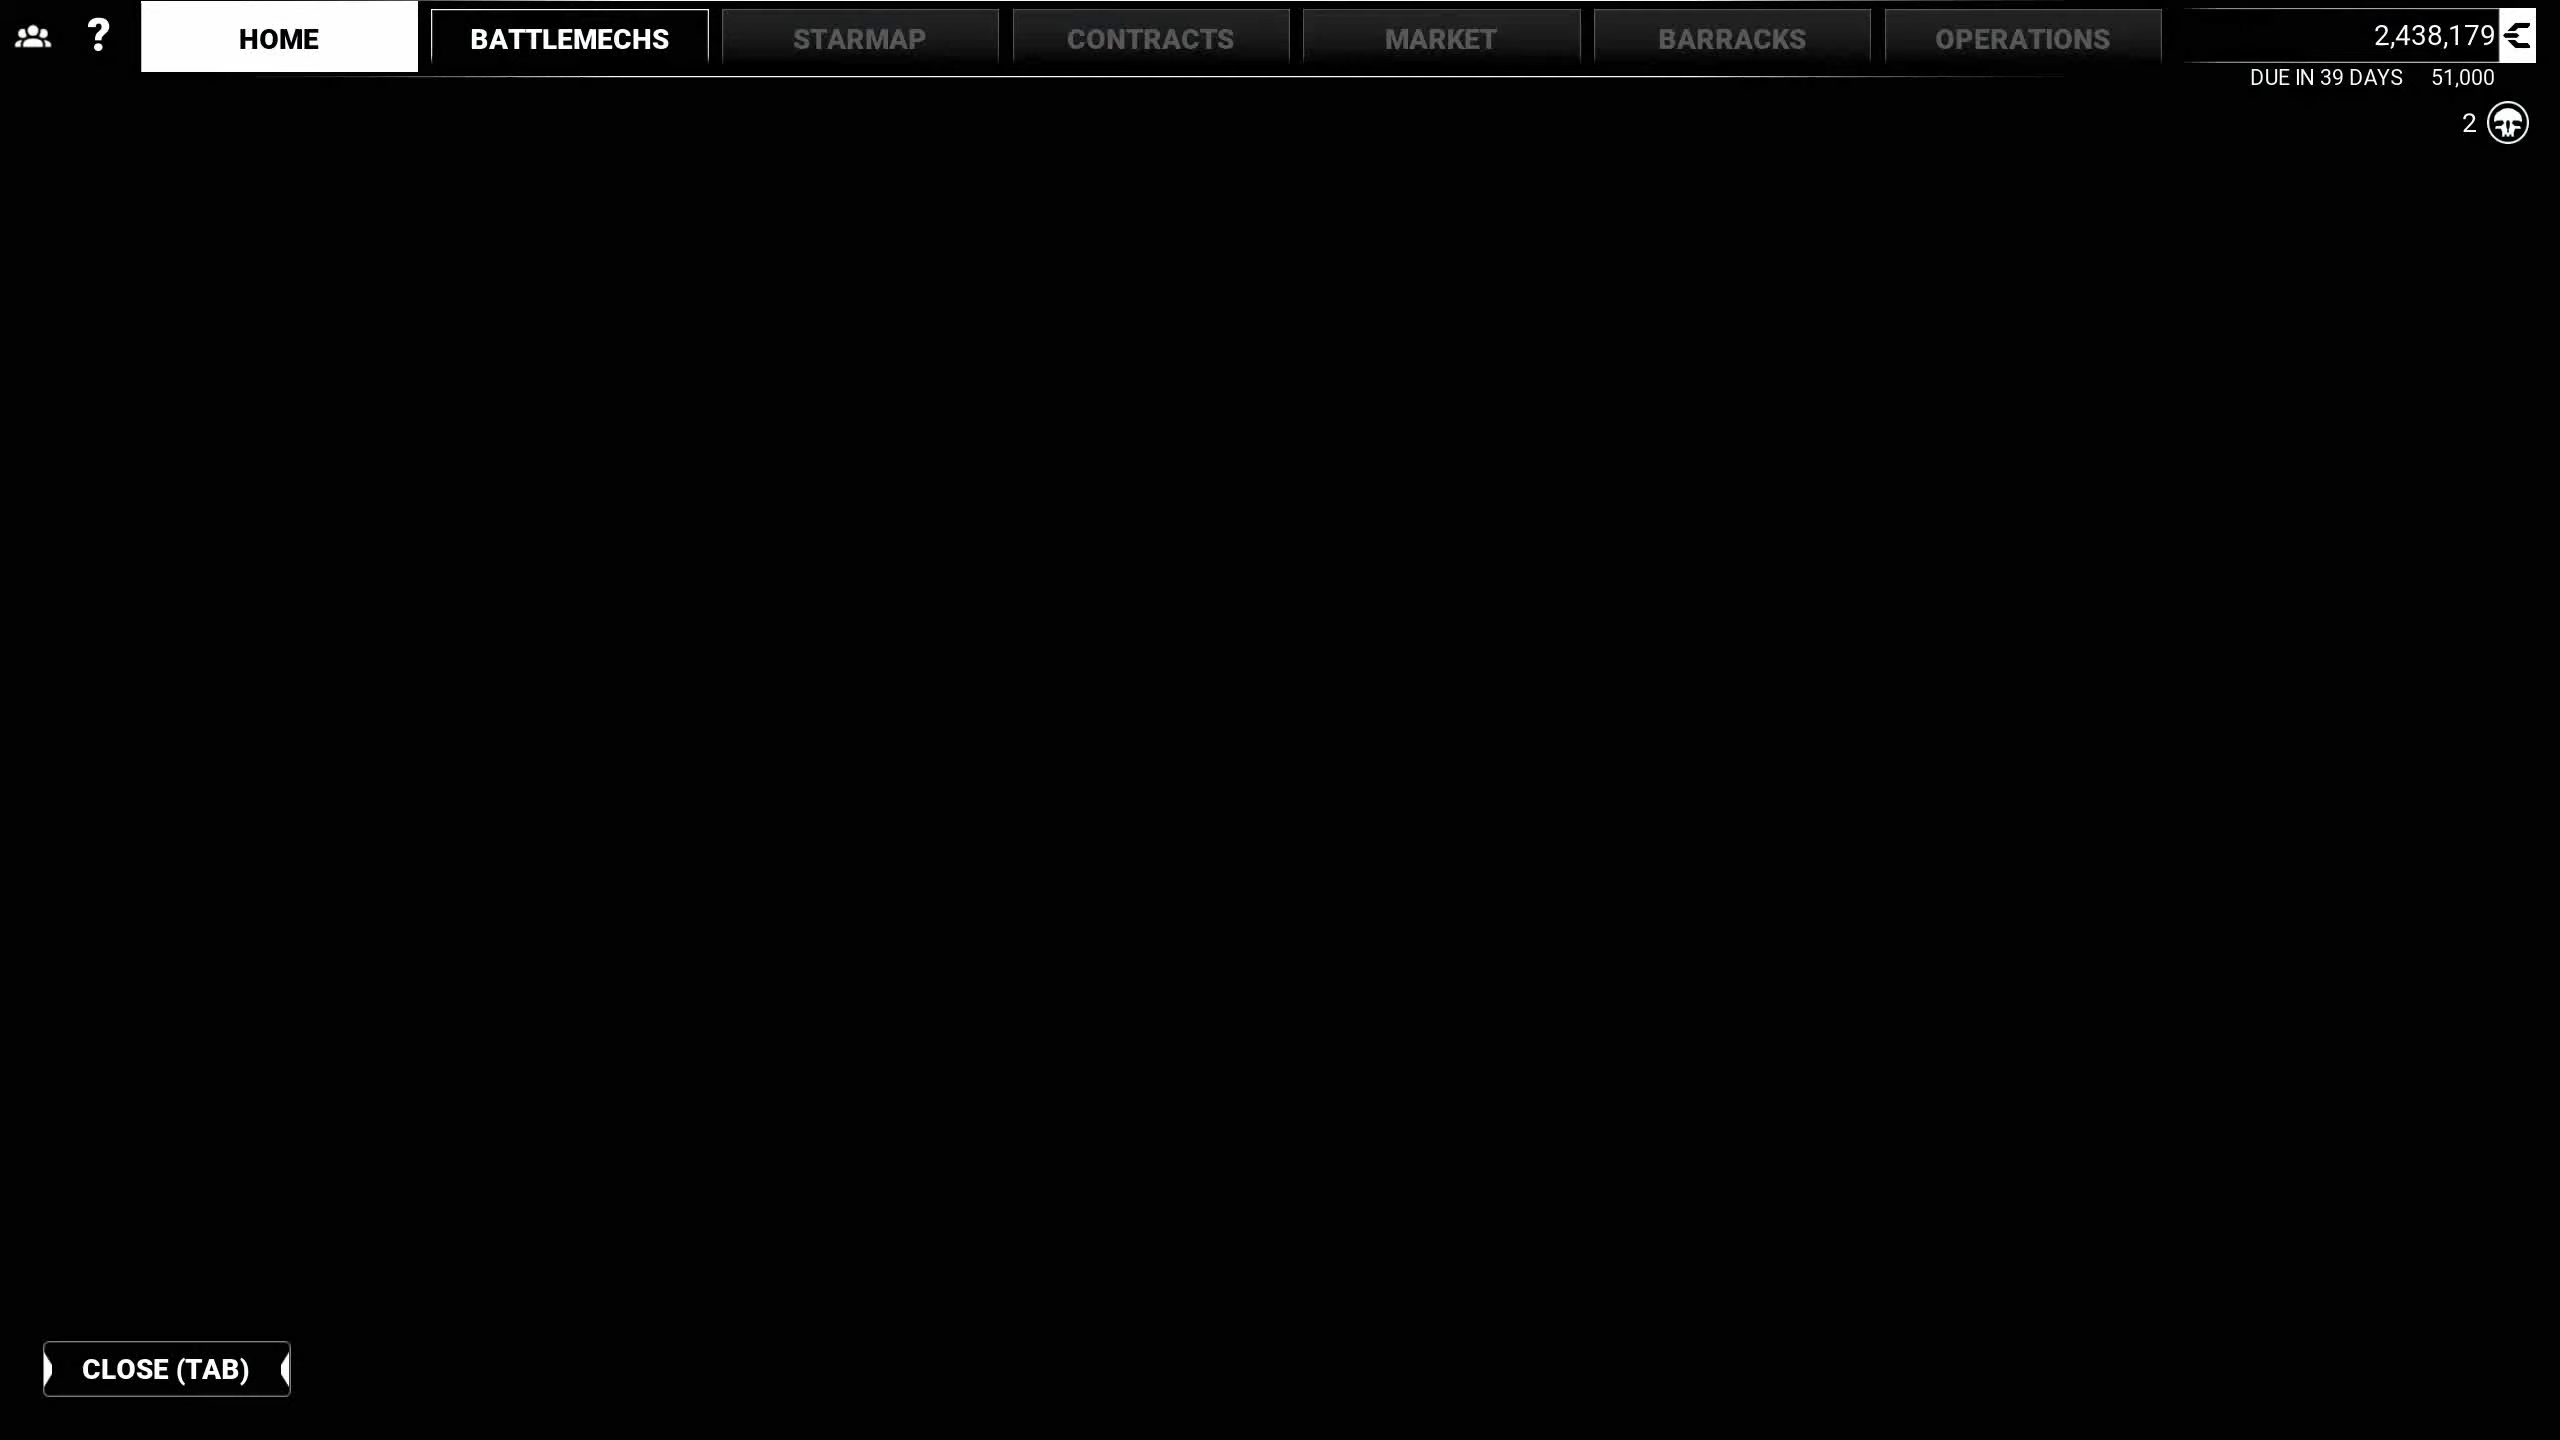 ?
HOME
BATTLEMECHS
STARMAP
CONTRACTS
MARKET
BARRACKS
OPERATIONS
2,438,179
DUE IN 39 DAYS 51,000
2
CLOSE (TAB)